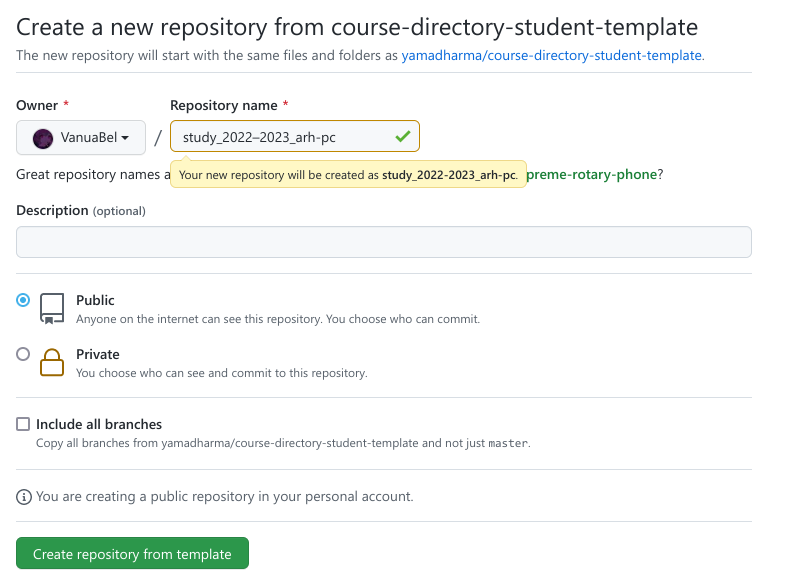 Create a new repository from course-directory-student-template
The new repository will start with the same files and folders as yamadharma/course-directory-student-template.
Owner * Repository name *
VanuaBel / study_2022–2023_arh-pc
Great repository names a
Your new repository will be created as study_2022-2023_arh-pc.
preme-rotary-phone?
Description (optional)
Public
Anyone on the internet can see this repository. You choose who can commit.
Private
You choose who can see and commit to this repository.
Include all branches
Copy all branches from yamadharma/course-directory-student-template and not just master.
You are creating a public repository in your personal account.
Create repository from template